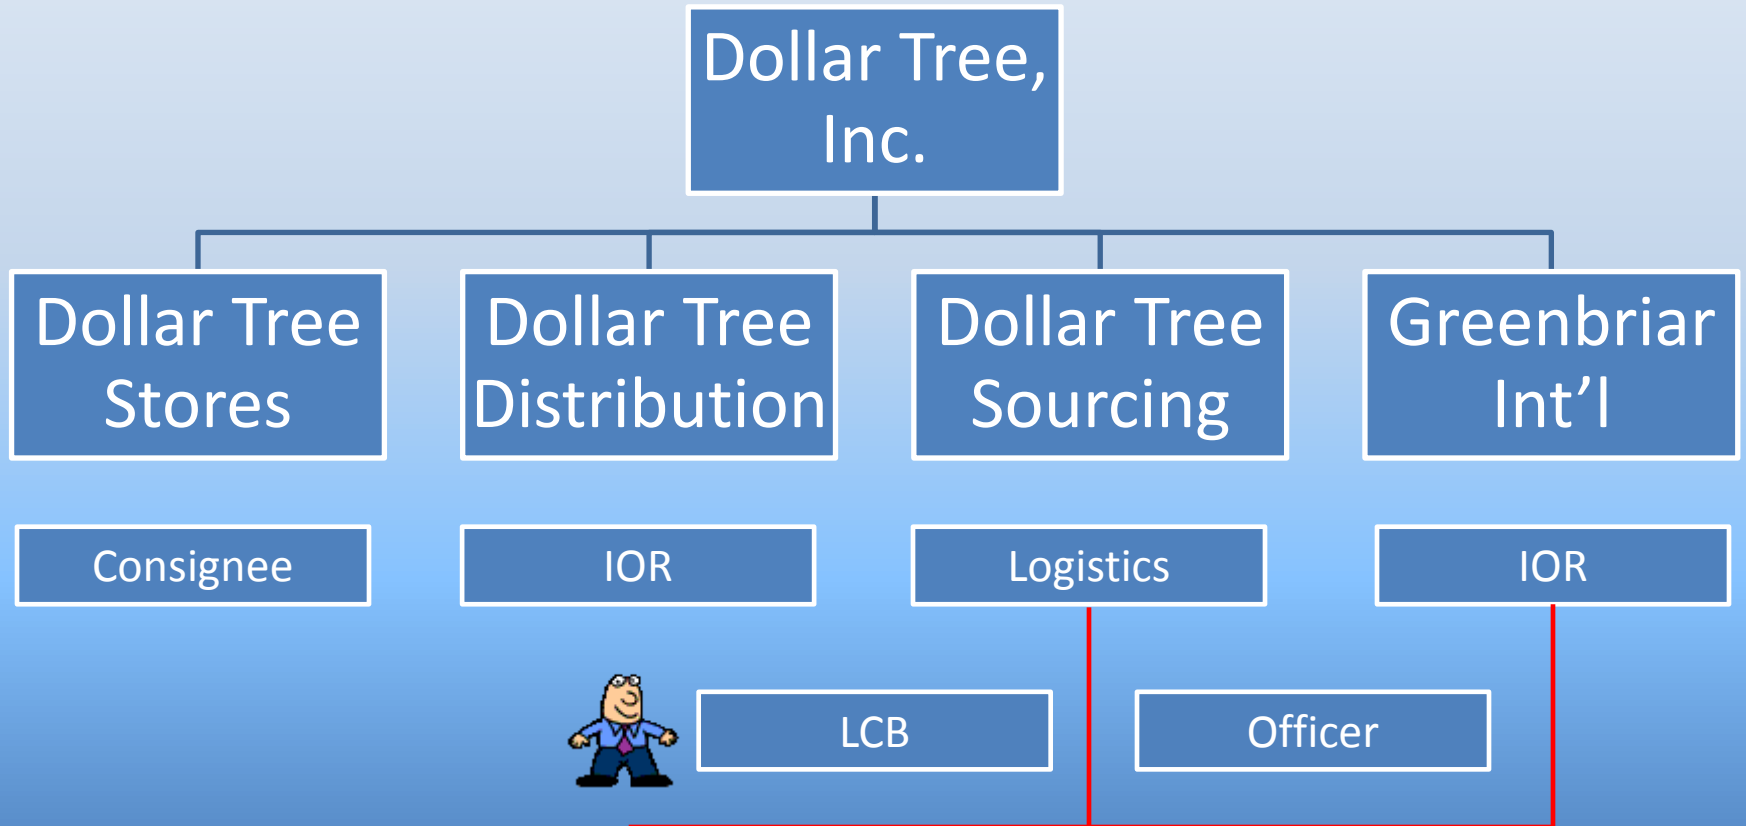 Dollar Tree,
Inc.
Dollar Tree
Stores
Dollar Tree
Distribution
Dollar Tree
Sourcing
Greenbriar
Int’l
Consignee
IOR
Logistics
IOR
LCB
Officer